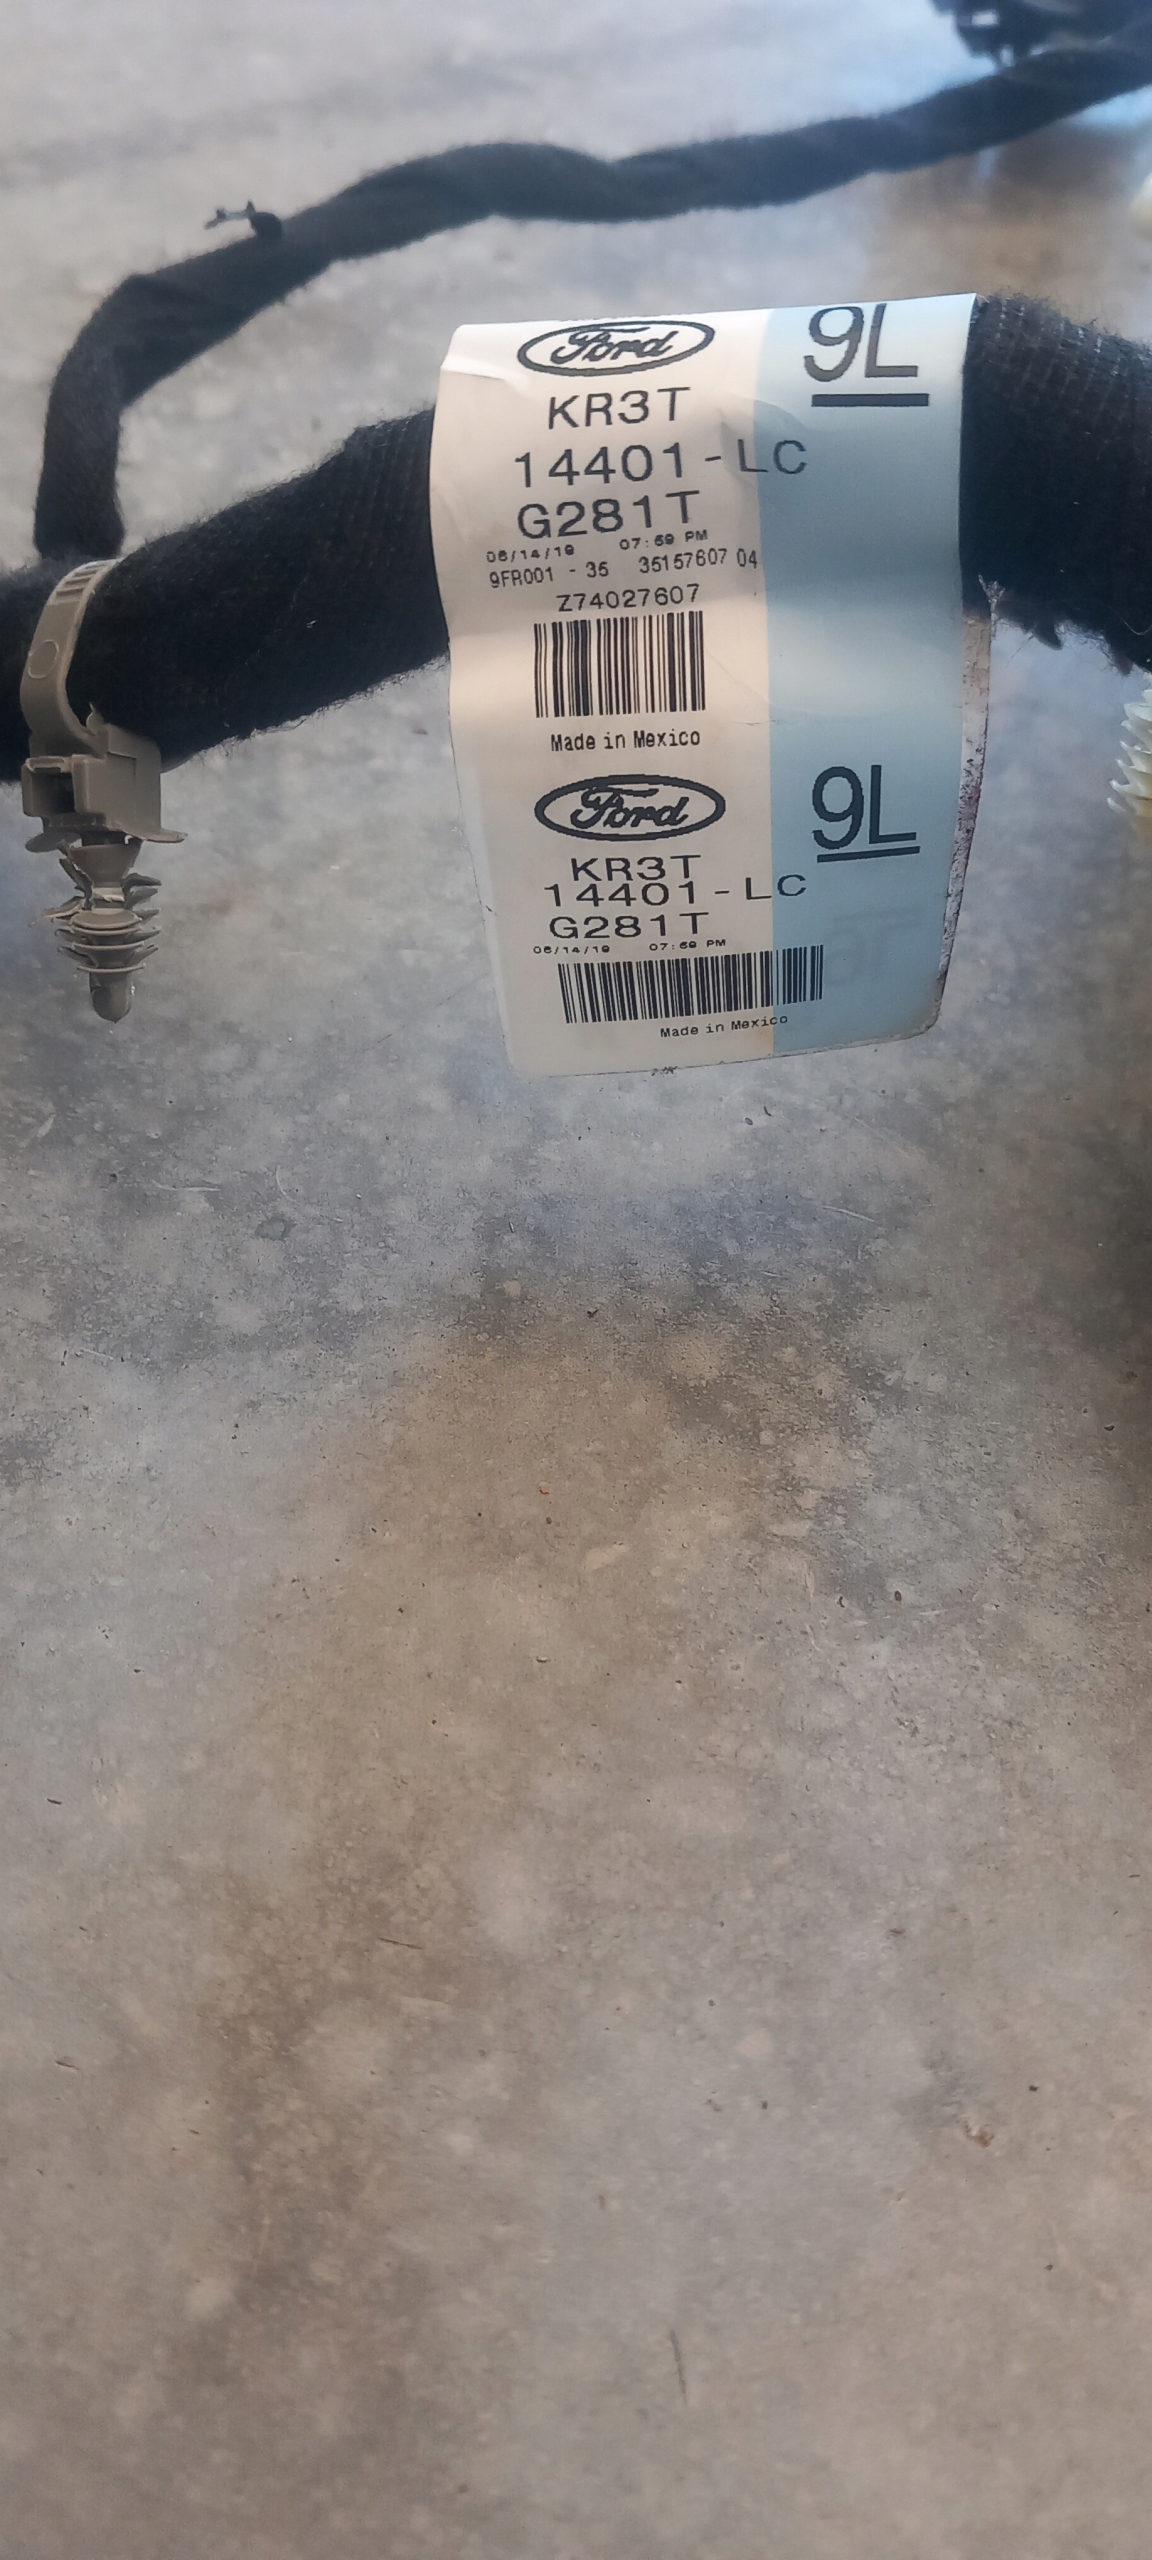 Ford 9L
KR3T
14401-LC
G281T
06/14/19 07:59 PM
9FR001 - 35 35157607 04
Z74027607
Made in Mexico
Ford 9L
KR3T
14401-LC
G281T
06/14/19 07:59 PM
Made in Mexico